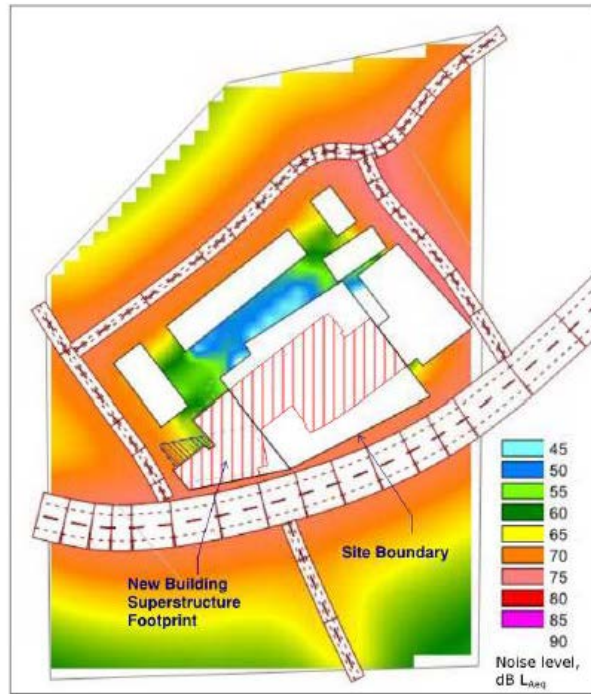 45
50
55
60
65
70
75
80
85
90
Site Boundary
New Building
Superstructure
Footprint
Noise level,
dB LAeq